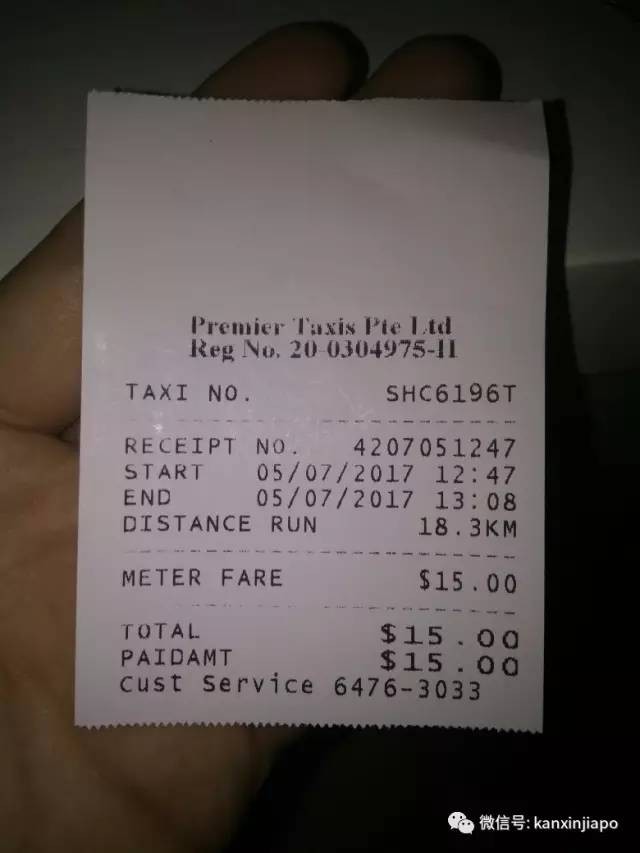 Premier Taxis Pte Ltd
Reg No. 20-0304975-H
TAXI NO. SHC6196T
RECEIPT NO. 4207051247
START 05/07/2017 12:47
END 05/07/2017 13:08
DISTANCE RUN 18.3KM
METER FARE $15.00
TOTAL $15.00
PAIDAMT $15.00
Cust Service 6476-3033
微信号: kanxinjiapo